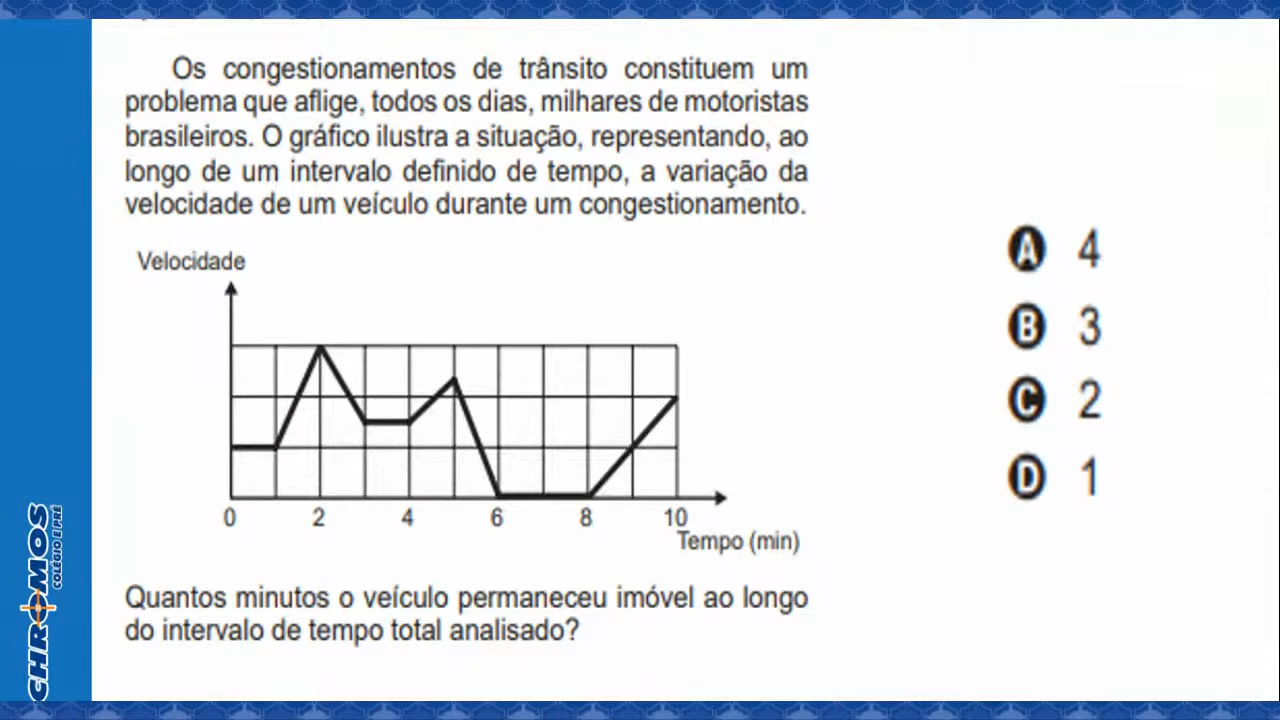 Os congestionamentos de trânsito constituem um
problema que aflige, todos os dias, milhares de motoristas
brasileiros. O gráfico ilustra a situação, representando, ao
longo de um intervalo definido de tempo, a variação da
velocidade de um veículo durante um congestionamento.
Velocidade
0 2 4 6 8 10
Tempo (min)
Quantos minutos o veículo permaneceu imóvel ao longo
do intervalo de tempo total analisado?
A 4
B 3
C 2
D 1
CHROMOS
COLÉGIO E PRÉ